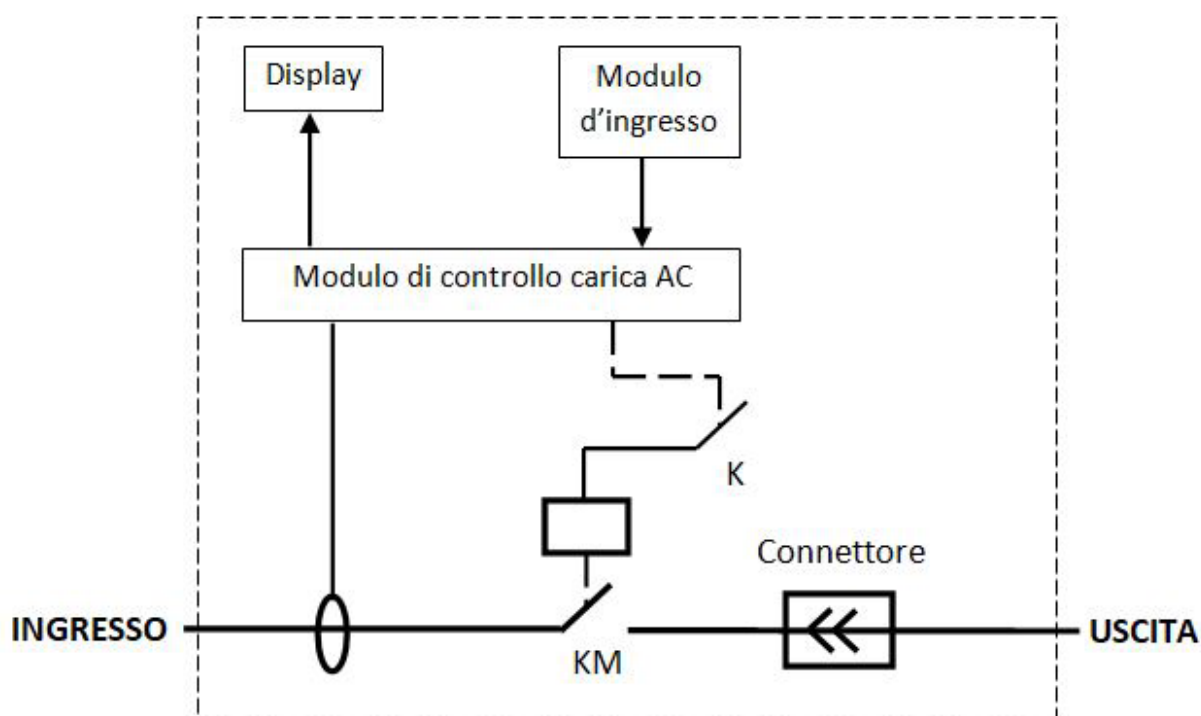 Display
Modulo
d'ingresso
Modulo di controllo carica AC
K
Connettore
INGRESSO
KM
USCITA